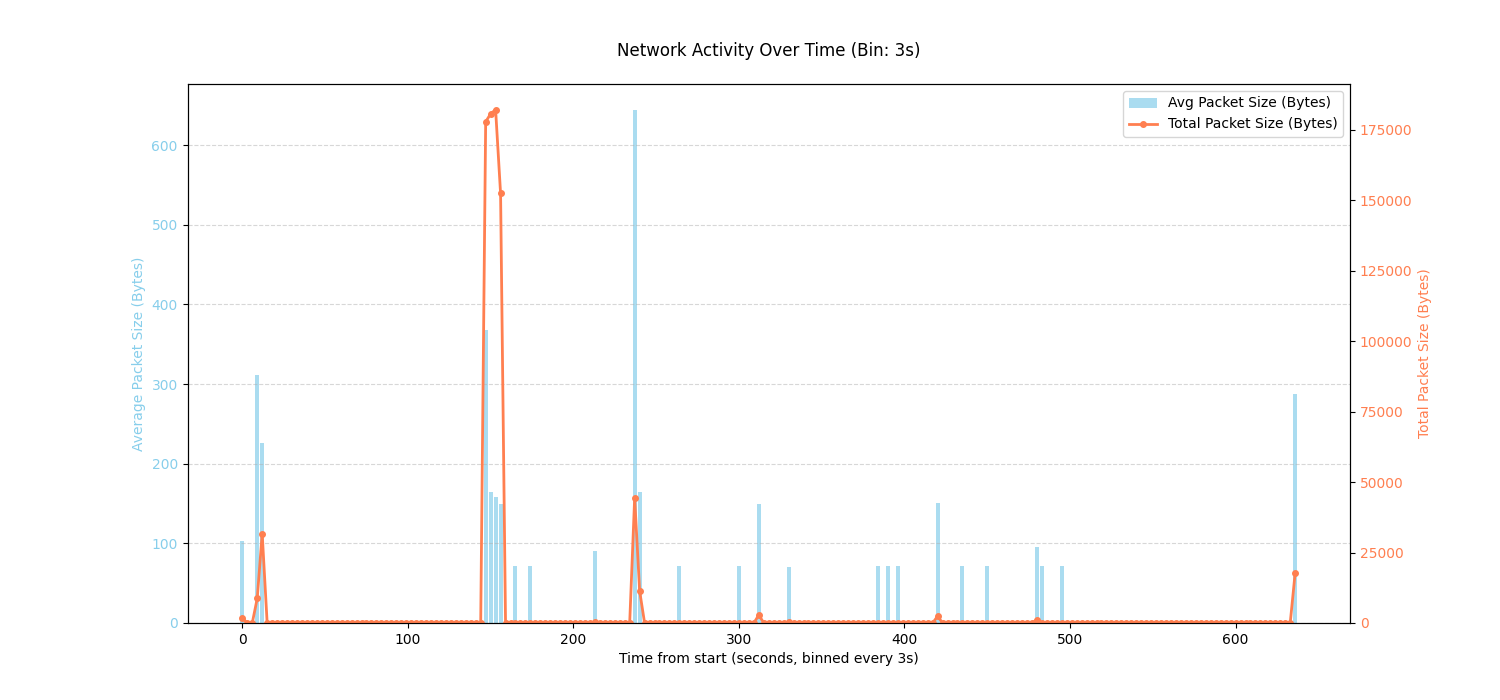 Network Activity Over Time (Bin: 3s)
Avg Packet Size (Bytes)
Total Packet Size (Bytes)
Average Packet Size (Bytes)
600
500
400
300
200
100
0
175000
150000
125000
100000
75000
50000
25000
0
Total Packet Size (Bytes)
0 100 200 300 400 500 600
Time from start (seconds, binned every 3s)